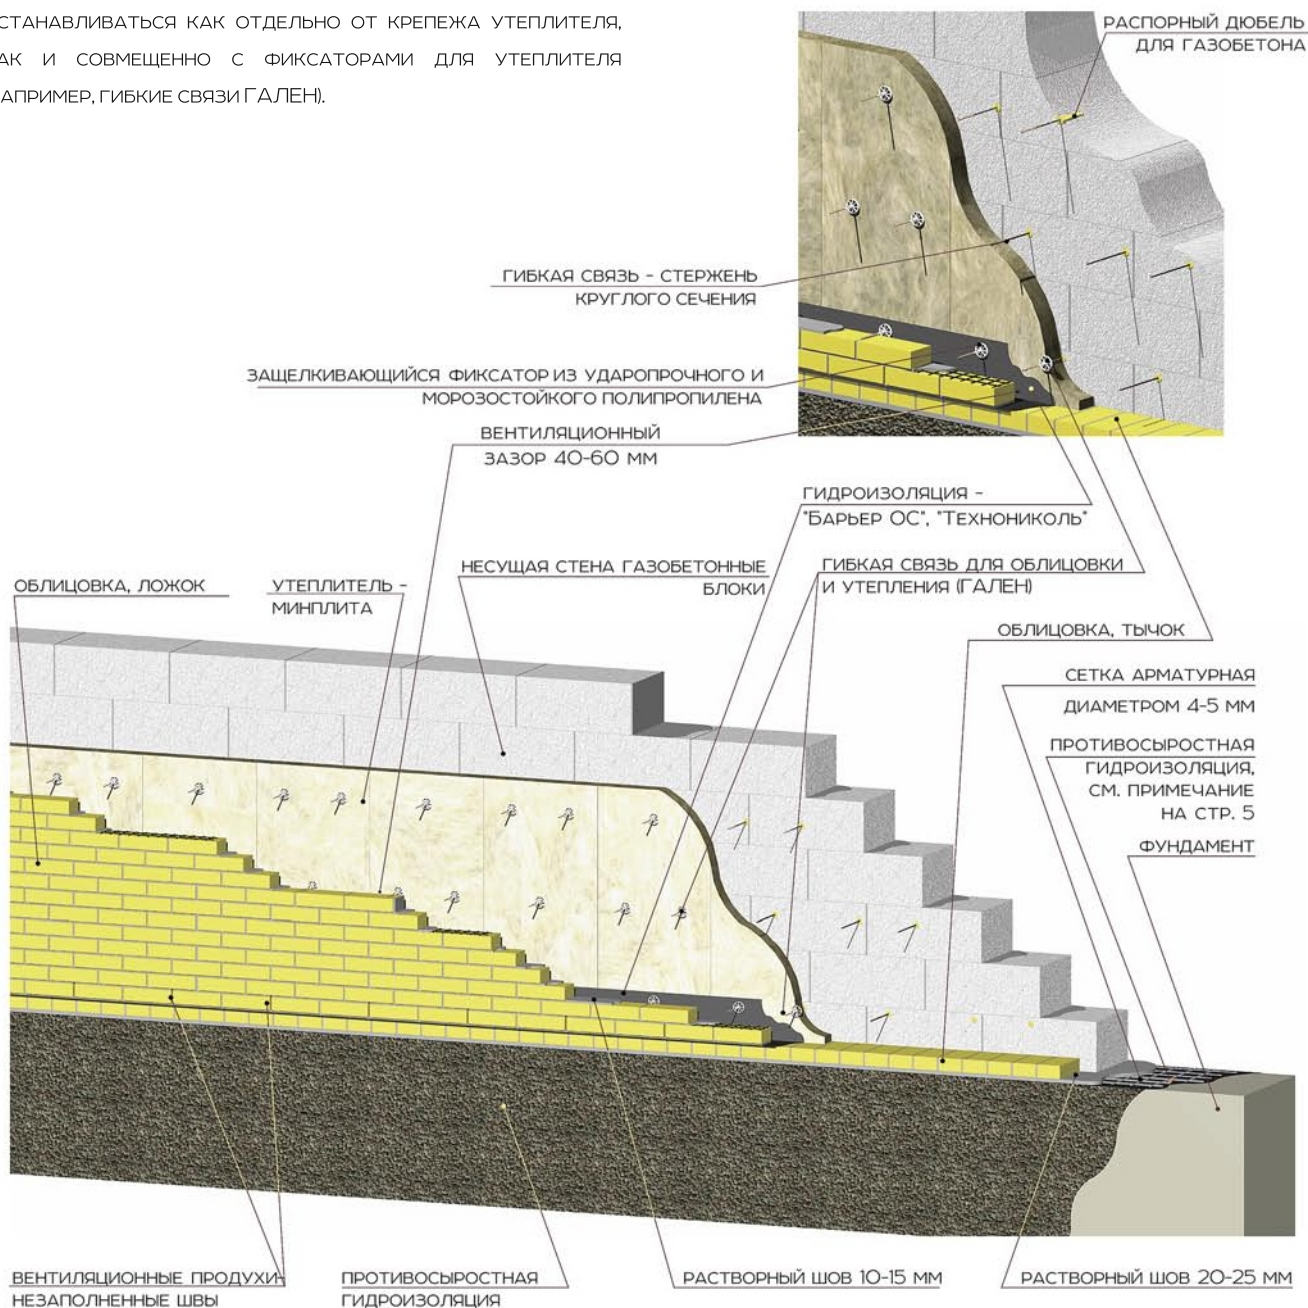 СТАНАВЛИВАТЬСЯ КАК ОТДЕЛЬНО ОТ КРЕПЕЖА УТЕПЛИТЕЛЯ,
АК И СОВМЕЩЕННО С ФИКСАТОРАМИ ДЛЯ УТЕПЛИТЕЛЯ
АПРИМЕР, ГИБКИЕ СВЯЗИ ГАЛЕН).
РАСПОРНЫЙ ДЮБЕЛЬ
ДЛЯ ГАЗОБЕТОНА
ГИБКАЯ СВЯЗЬ - СТЕРЖЕНЬ
КРУГЛОГО СЕЧЕНИЯ
ЗАЩЕЛКИВАЮЩИЙСЯ ФИКСАТОР ИЗ УДАРОПРОЧНОГО И
МОРОЗОСТОЙКОГО ПОЛИПРОПИЛЕНА
ВЕНТИЛЯЦИОННЫЙ
ЗАЗОР 40-60 ММ
ГИДРОИЗОЛЯЦИЯ -
"БАРЬЕР ОС", "ТЕХНОНИКОЛЬ"
НЕСУЩАЯ СТЕНА ГАЗОБЕТОННЫЕ
БЛОКИ
ГИБКАЯ СВЯЗЬ ДЛЯ ОБЛИЦОВКИ
И УТЕПЛЕНИЯ (ГАЛЕН)
ОБЛИЦОВКА, ЛОЖОК
УТЕПЛИТЕЛЬ -
МИНПЛИТА
ОБЛИЦОВКА, ТЫЧОК
СЕТКА АРМАТУРНАЯ
ДИАМЕТРОМ 4-5 ММ
ПРОТИВОСЫРОСТНАЯ
ГИДРОИЗОЛЯЦИЯ,
СМ. ПРИМЕЧАНИЕ
НА СТР. 5
ФУНДАМЕНТ
ВЕНТИЛЯЦИОННЫЕ ПРОДУХИ-
НЕЗАПОЛНЕННЫЕ ШВЫ
ПРОТИВОСЫРОСТНАЯ
ГИДРОИЗОЛЯЦИЯ
РАСТВОРНЫЙ ШОВ 10-15 ММ
РАСТВОРНЫЙ ШОВ 20-25 ММ